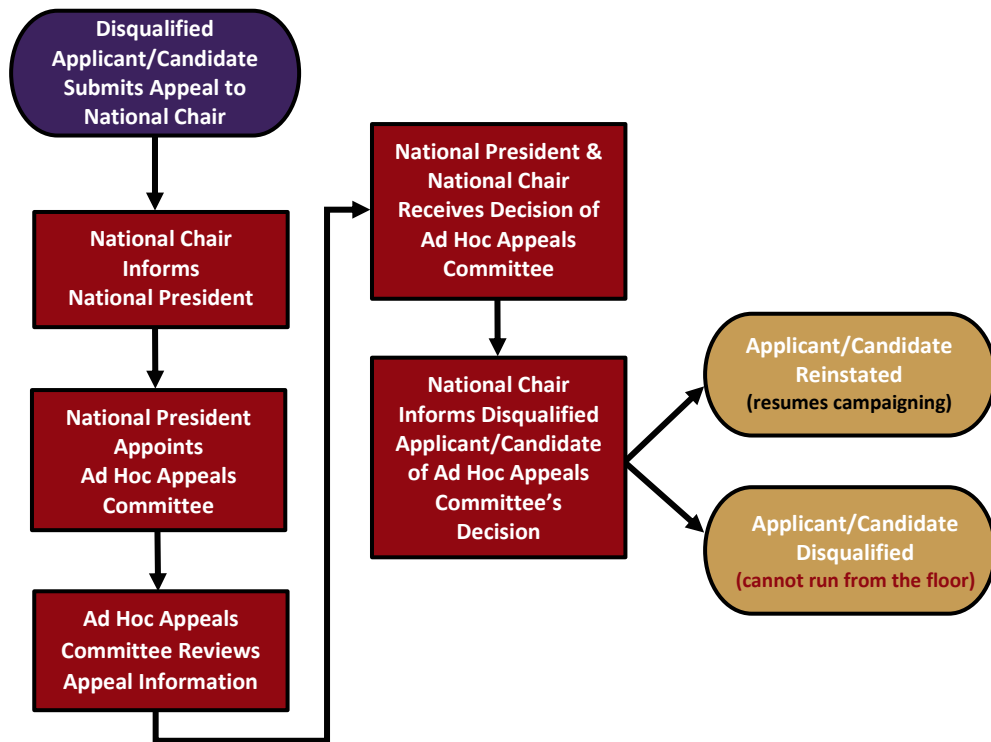 Disqualified
Applicant/Candidate
Submits Appeal to
National Chair
National Chair
Informs
National President
National President
Appoints
Ad Hoc Appeals
Committee
Ad Hoc Appeals
Committee Reviews
Appeal Information
National President &
National Chair
Receives Decision of
Ad Hoc Appeals
Committee
National Chair
Informs Disqualified
Applicant/Candidate
of Ad Hoc Appeals
Committee’s
Decision
Applicant/Candidate
Reinstated
(resumes campaigning)
Applicant/Candidate
Disqualified
(cannot run from the floor)